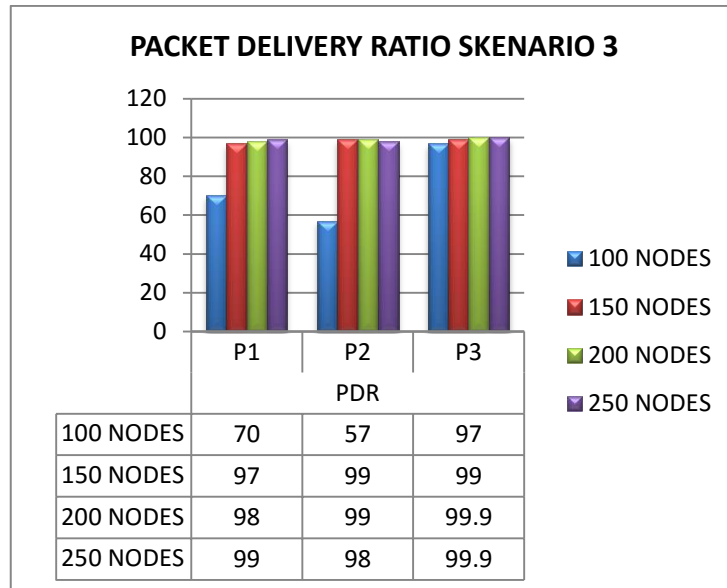 PACKET DELIVERY RATIO SKENARIO 3
120
100
80
60
40
20
0
P1 P2 P3
PDR
100 NODES 70 57 97
150 NODES 97 99 99
200 NODES 98 99 99.9
250 NODES 99 98 99.9
100 NODES
150 NODES
200 NODES
250 NODES